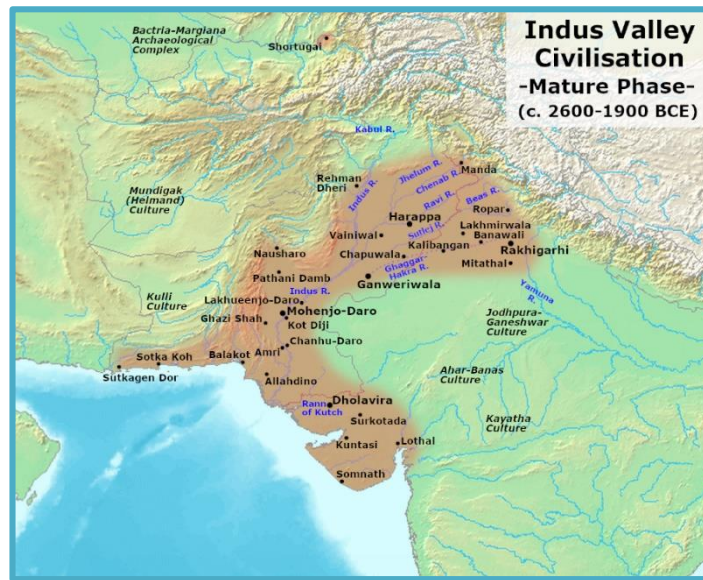 Indus Valley
Civilisation
-Mature Phase-
(c. 2600-1900 BCE)
Bactria-Margiana
Archaeological
Complex
Shortugai
Kabul R.
Mundigak
(Helmand)
Culture
Rehman
Dheri
Indus R.
Jhelum R.
Manda
Chenab R.
Ravi R.
Beas R.
Harappa
Ropar
Sutlej R.
Lakhmirwala
Vainiwal
Banawali
Kalibangan
Rakhigarhi
Nausharo
Chapuwala
Mitathal
Ghaggar-
Hakra R.
Pathani Damb
Ganweriwala
Kulli
Culture
Indus R.
Yamuna
R.
Lakhueenjo-Daro
Mohenjo-Daro
Ghazi Shah
Kot Diji
Jodhpura-
Ganeshwar
Culture
Chanhu-Daro
Amri
Sotka Koh
Balakot
Sutkagen Dor
Allahdino
Ahar-Banas
Culture
Dholavira
Rann
of Kutch
Surkotada
Kayatha
Culture
Kuntasi
Lothal
Somnath